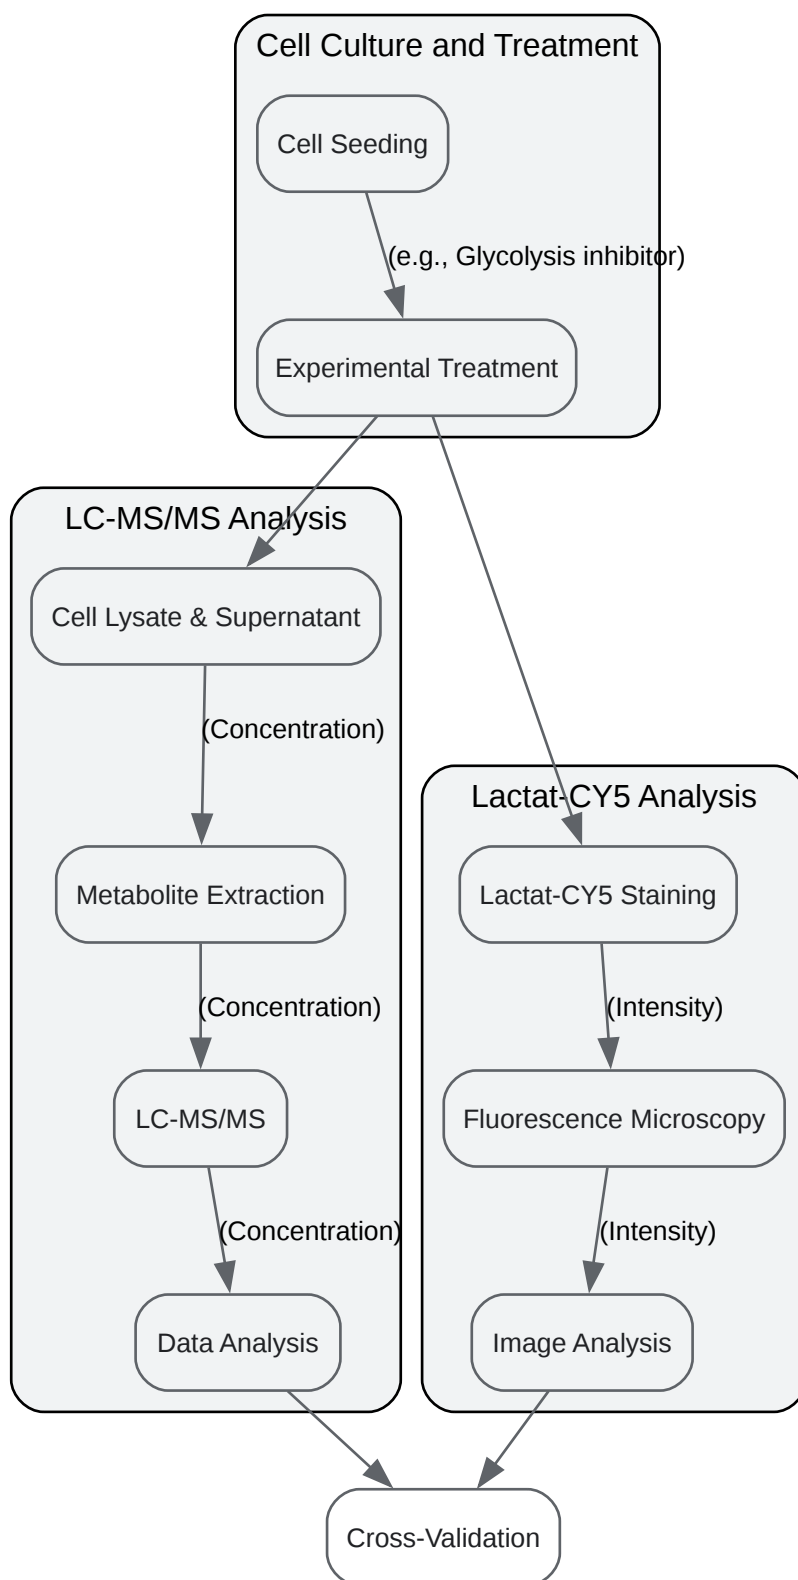 Cell Culture and Treatment
Cell Seeding
(e.g., Glycolysis inhibitor)
Experimental Treatment
LC-MS/MS Analysis
Cell Lysate & Supernatant
(Concentration)
Metabolite Extraction
(Concentration)
LC-MS/MS
(Concentration)
Data Analysis
Lactat-CY5 Analysis
Lactat-CY5 Staining
(Intensity)
Fluorescence Microscopy
(Intensity)
Image Analysis
Cross-Validation